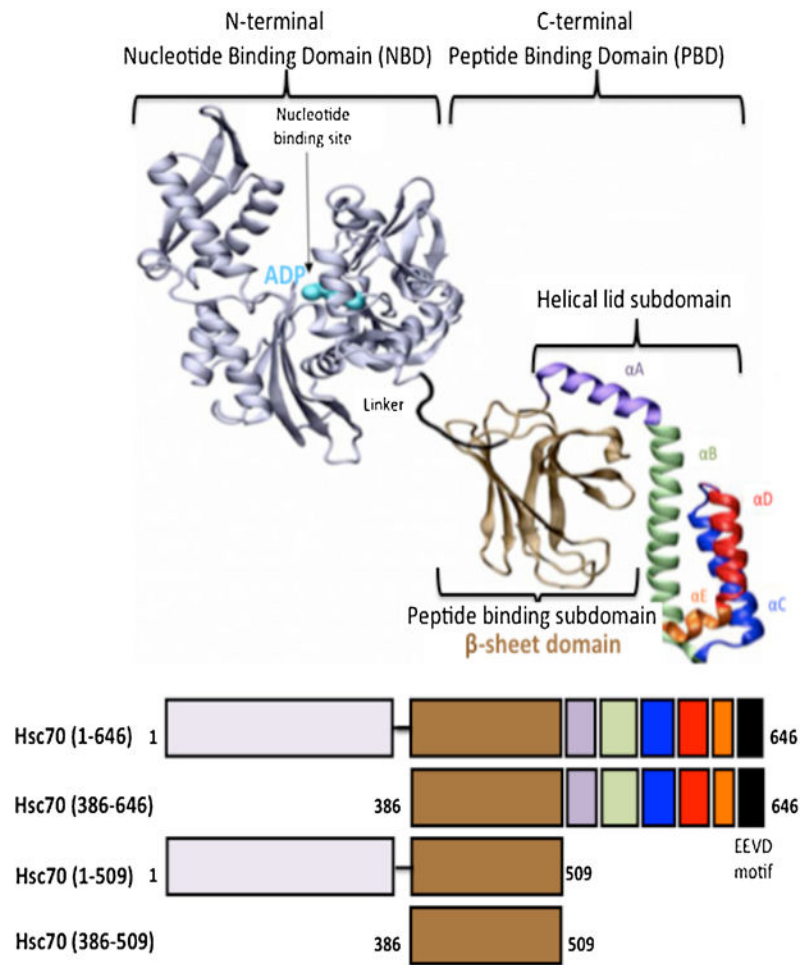 N-terminal
Nucleotide Binding Domain (NBD)
C-terminal
Peptide Binding Domain (PBD)
Nucleotide
binding site
ADP
Helical lid subdomain
αA
Linker
αB
αD
αE
αC
Peptide binding subdomain
β-sheet domain
Hsc70 (1-646) 1 646
Hsc70 (386-646) 386 646
EEVD
motif
Hsc70 (1-509) 1 509
Hsc70 (386-509) 386 509